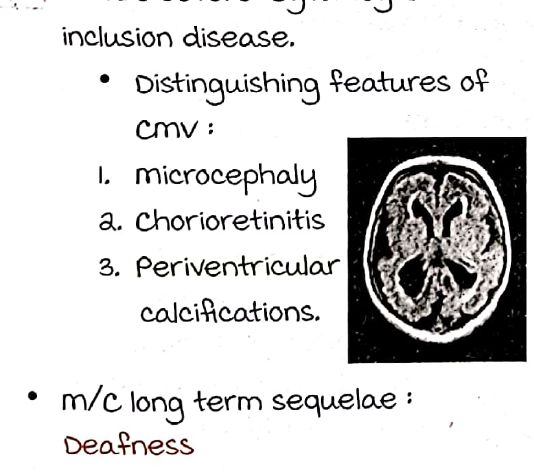 inclusion disease.
• Distinguishing features of
cmv :
1. microcephaly
2. Chorioretinitis
3. Periventricular
calcifications.
• m/c long term sequelae :
Deafness